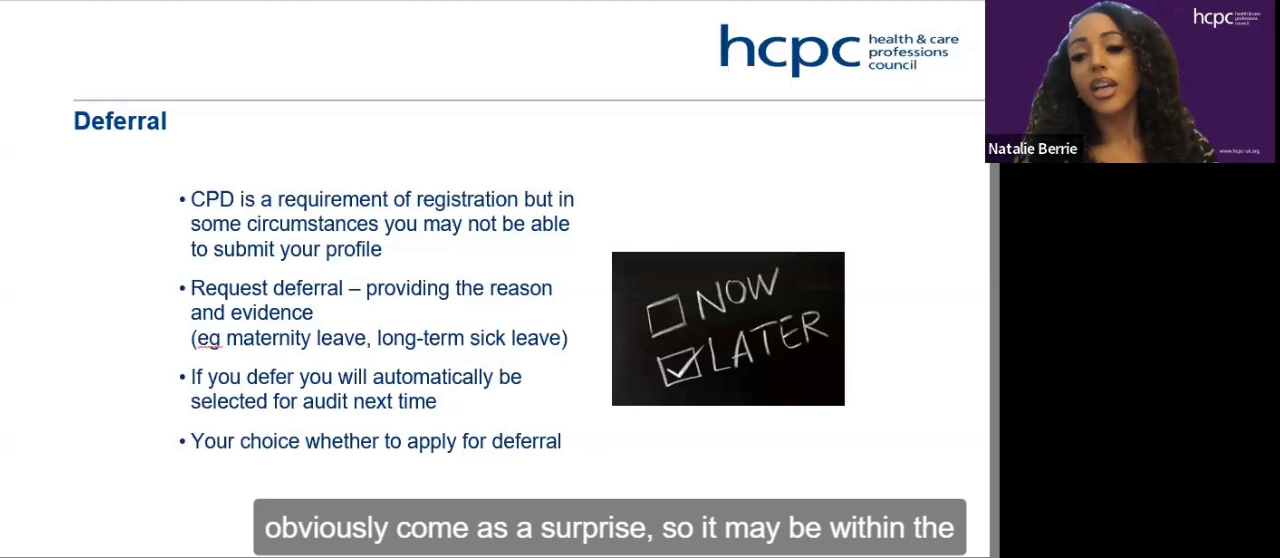 hcpc health & care
professions
council
Deferral
• CPD is a requirement of registration but in
some circumstances you may not be able
to submit your profile
• Request deferral – providing the reason
and evidence
(eg maternity leave, long-term sick leave)
• If you defer you will automatically be
selected for audit next time
• Your choice whether to apply for deferral
NOW
LATER
hcpc health & care
professions
council
Natalie Berrie
www.hcpc-uk.org
obviously come as a surprise, so it may be within the